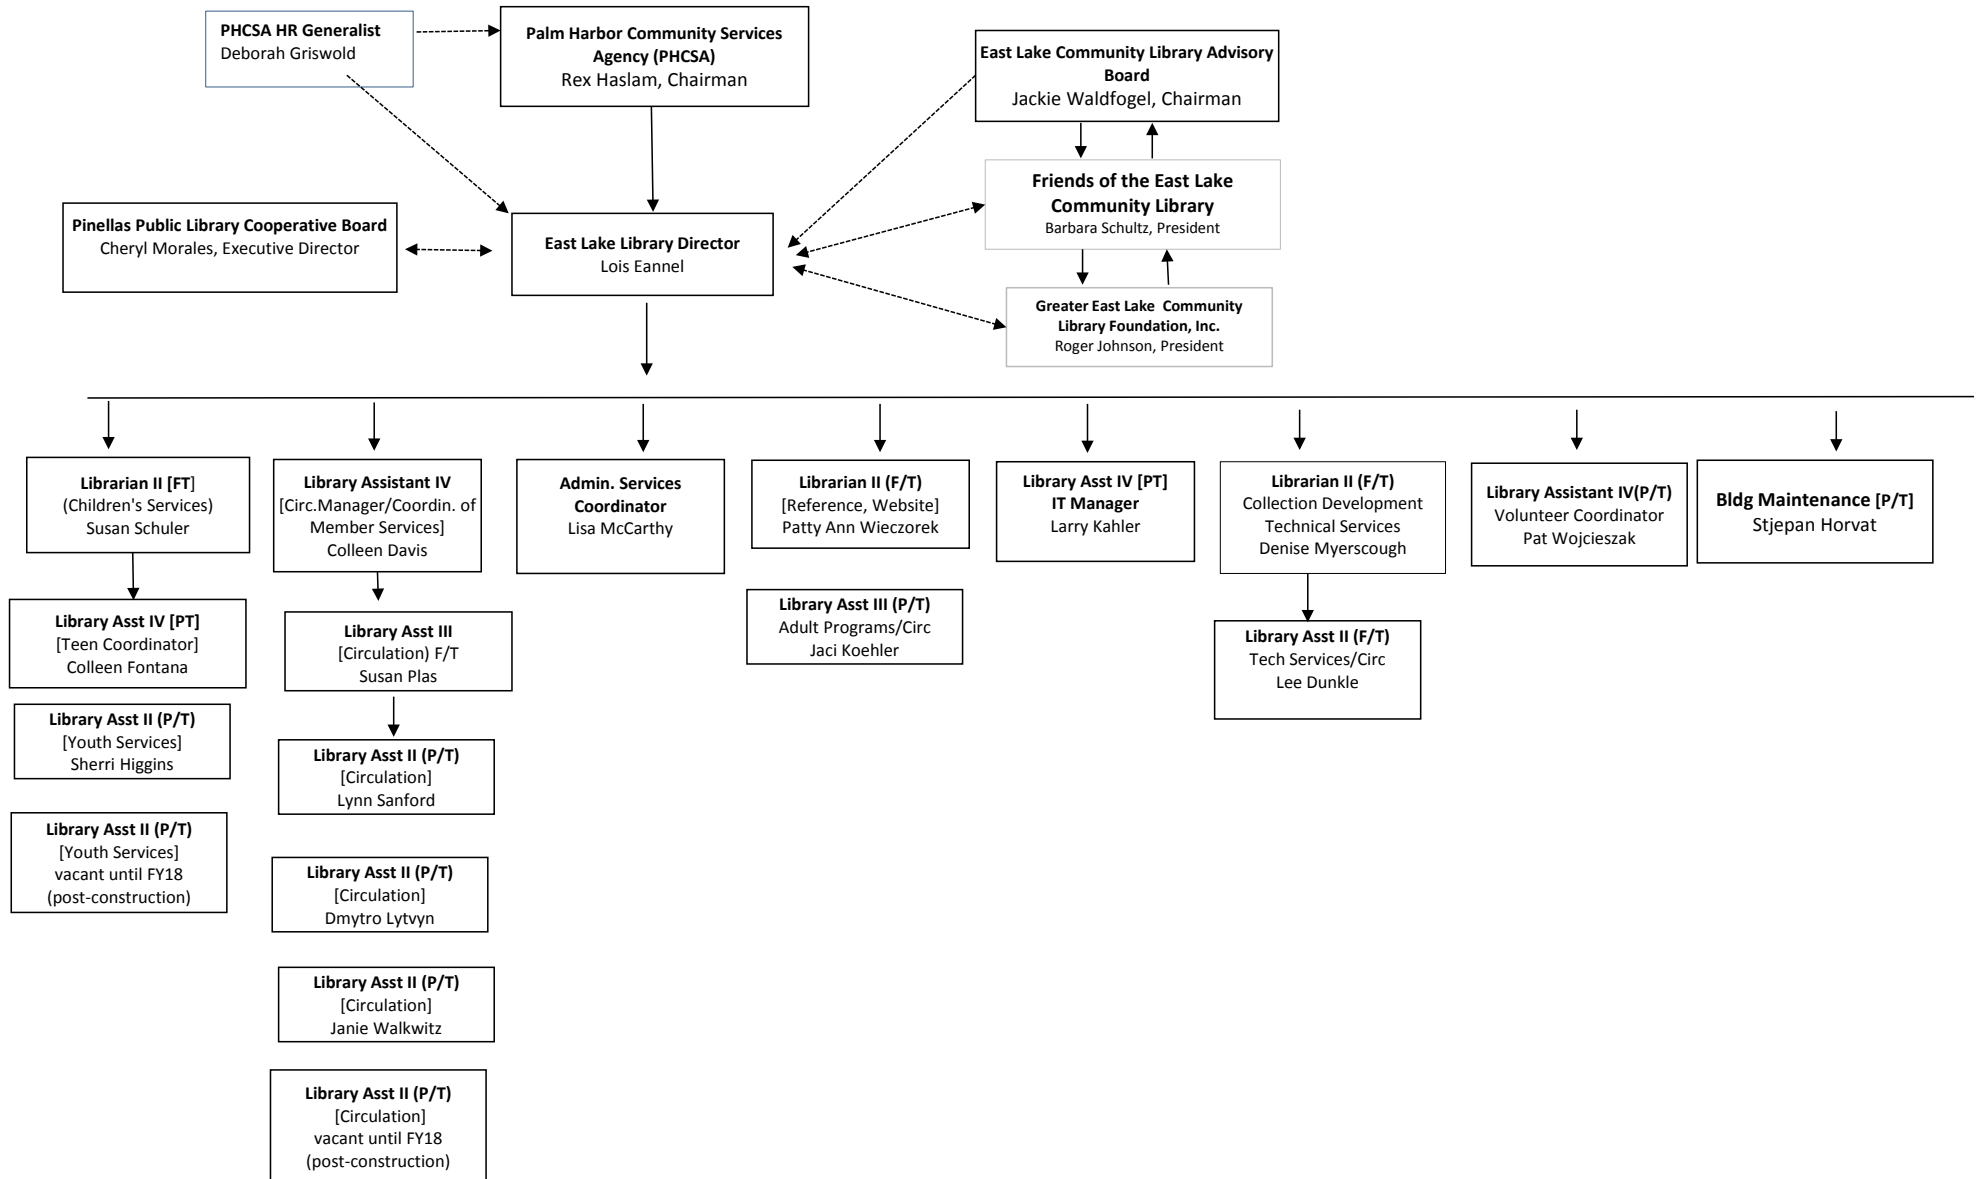 PHCSA HR Generalist
Deborah Griswold
Palm Harbor Community Services
Agency (PHCSA)
Rex Haslam, Chairman
East Lake Community Library Advisory
Board
Jackie Waldfogel, Chairman
Friends of the East Lake
Community Library
Barbara Schultz, President
Pinellas Public Library Cooperative Board
Cheryl Morales, Executive Director
East Lake Library Director
Lois Eannel
Greater East Lake  Community
Library Foundation, Inc.
Roger Johnson, President
Librarian II [FT]
(Children's Services)
Susan Schuler
Library Assistant IV
[Circ.Manager/Coordin. of
Member Services]
Colleen Davis
Admin. Services
Coordinator
Lisa McCarthy
Librarian II (F/T)
[Reference, Website]
Patty Ann Wieczorek
Library Asst IV [PT]
IT Manager
Larry Kahler
Librarian II (F/T)
Collection Development
Technical Services
Denise Myerscough
Library Assistant IV(P/T)
Volunteer Coordinator
Pat Wojcieszak
Bldg Maintenance [P/T]
Stjepan Horvat
Library Asst IV [PT]
[Teen Coordinator]
Colleen Fontana
Library Asst III
[Circulation) F/T
Susan Plas
Library Asst III (P/T)
Adult Programs/Circ
Jaci Koehler
Library Asst II (F/T)
Tech Services/Circ
Lee Dunkle
Library Asst II (P/T)
[Youth Services]
Sherri Higgins
Library Asst II (P/T)
[Circulation]
Lynn Sanford
Library Asst II (P/T)
[Youth Services]
vacant until FY18
(post-construction)
Library Asst II (P/T)
[Circulation]
Dmytro Lytvyn
Library Asst II (P/T)
[Circulation]
Janie Walkwitz
Library Asst II (P/T)
[Circulation]
vacant until FY18
(post-construction)